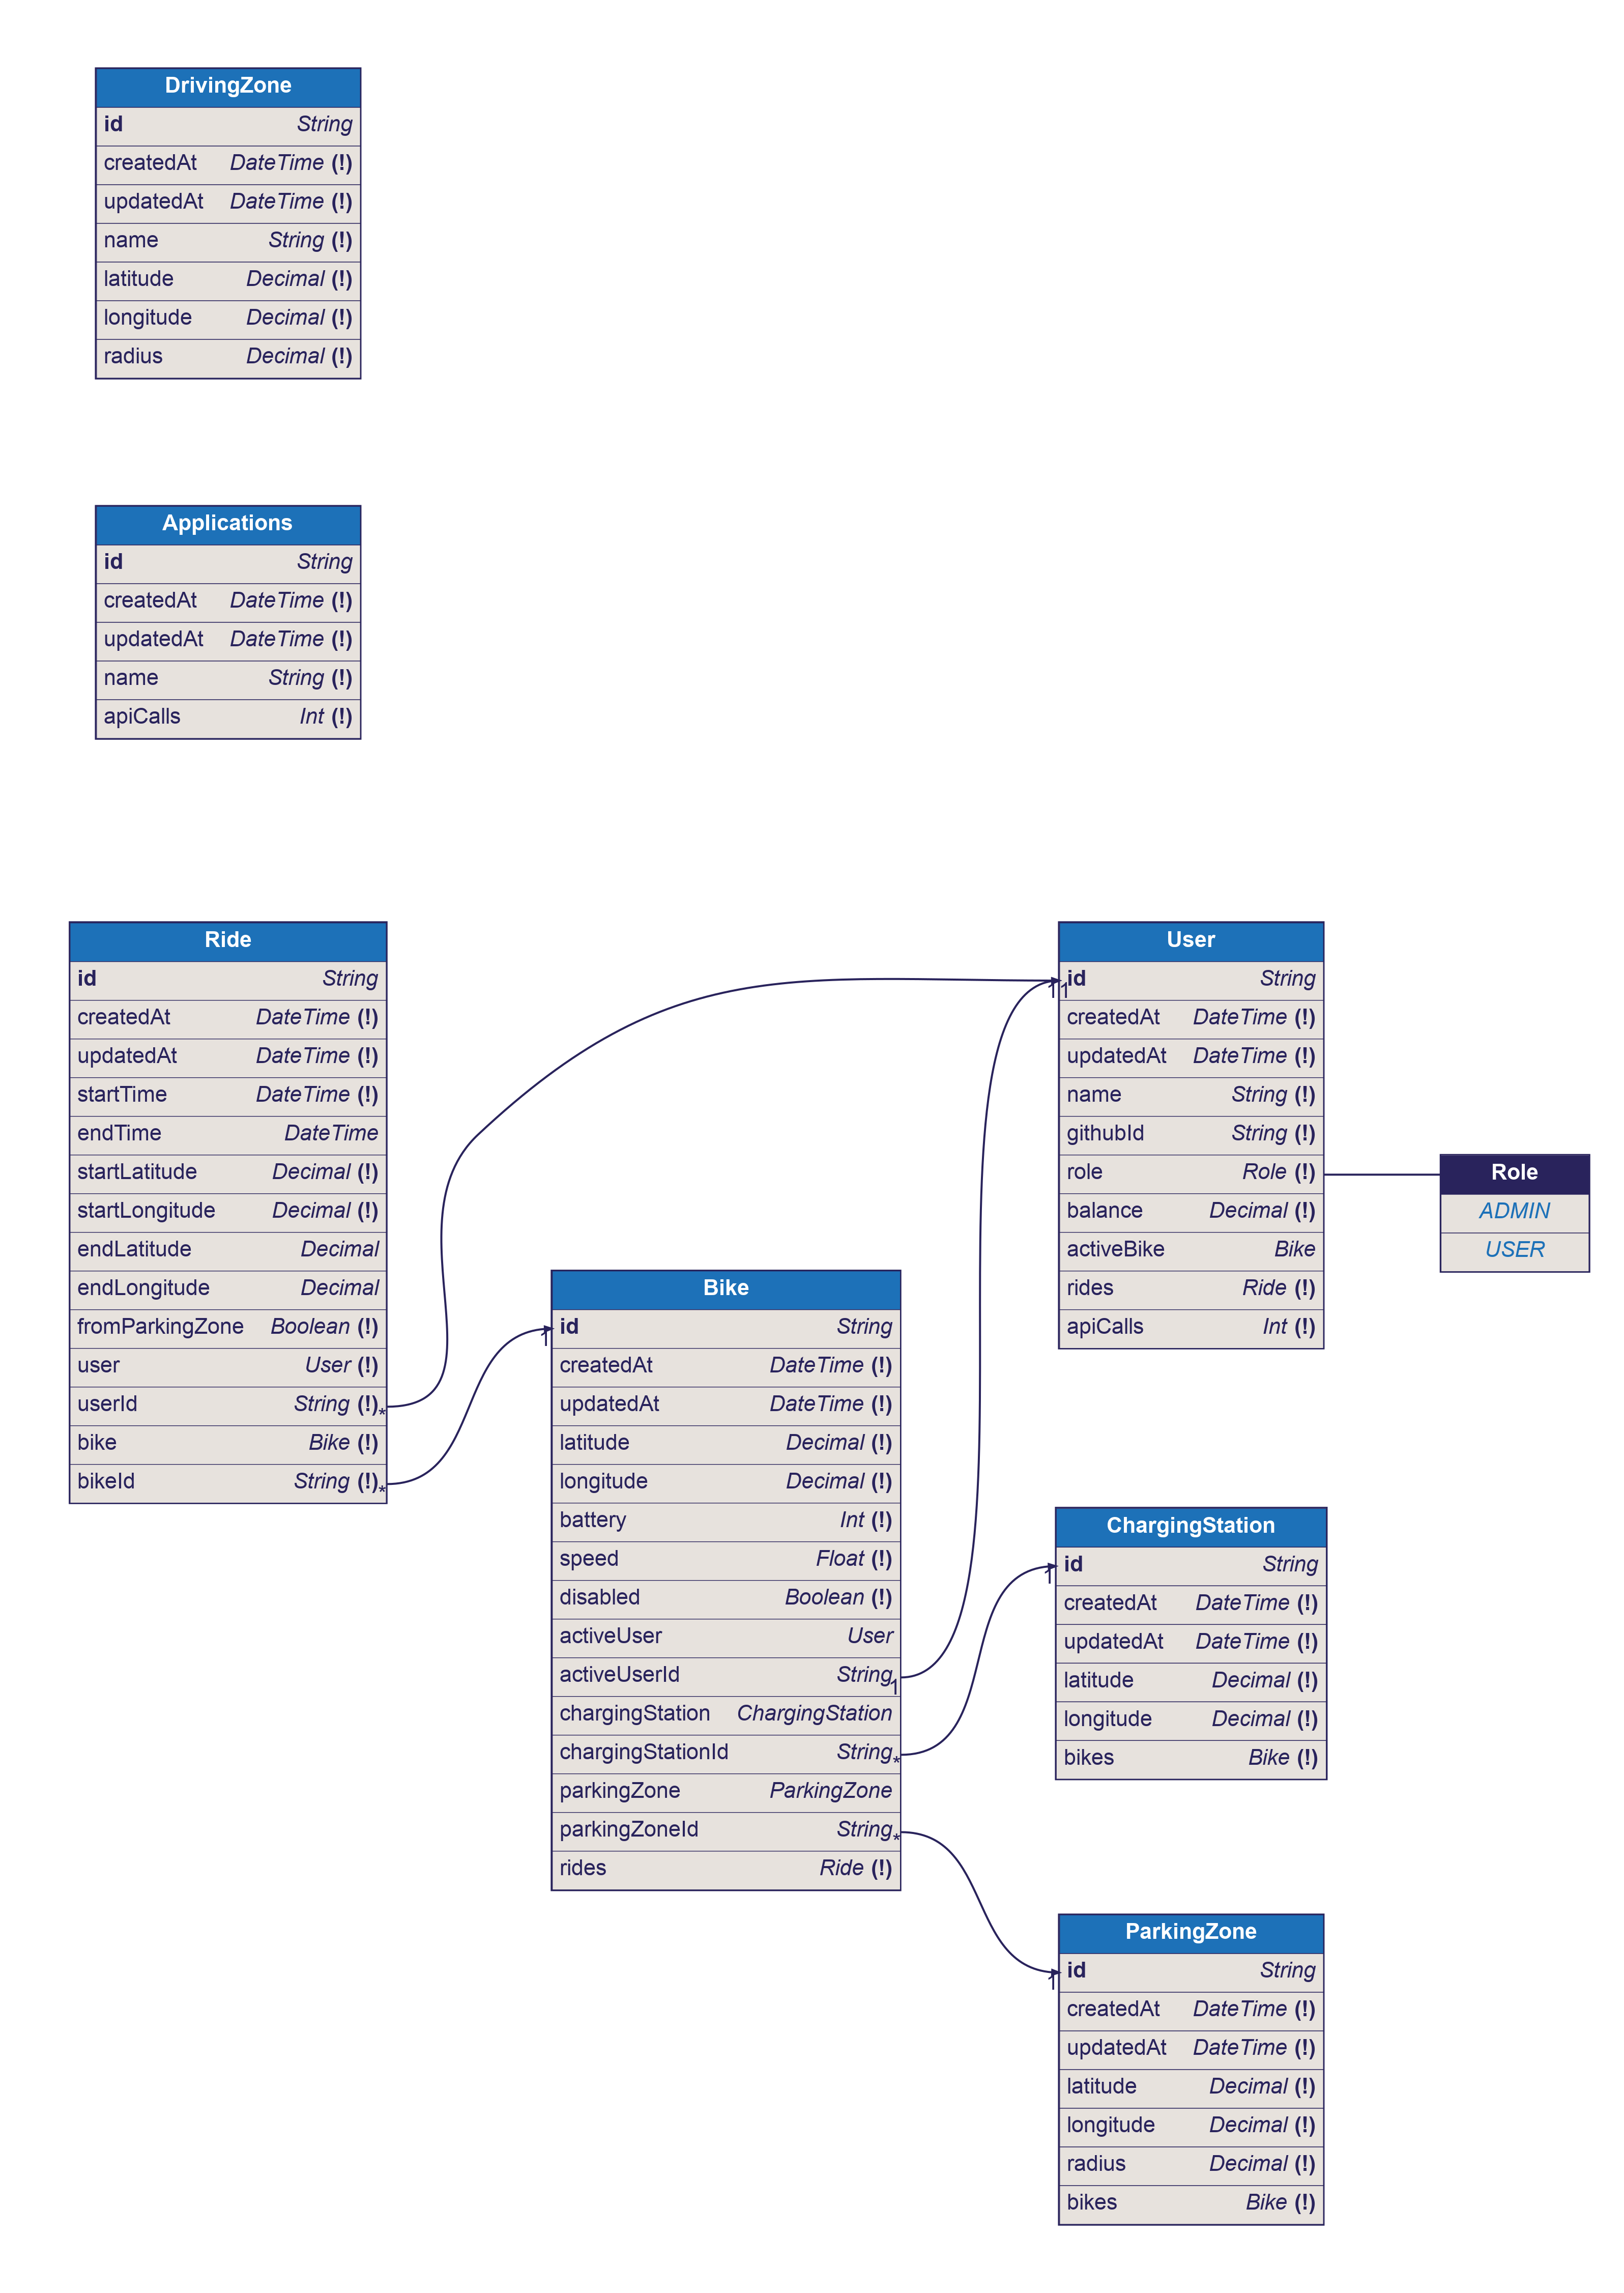 DrivingZone
id String
createdAt DateTime (!)
updatedAt DateTime (!)
name String (!)
latitude Decimal (!)
longitude Decimal (!)
radius Decimal (!)
Applications
id String
createdAt DateTime (!)
updatedAt DateTime (!)
name String (!)
apiCalls Int (!)
Ride
id String
createdAt DateTime (!)
updatedAt DateTime (!)
startTime DateTime (!)
endTime DateTime
startLatitude Decimal (!)
startLongitude Decimal (!)
endLatitude Decimal
endLongitude Decimal
fromParkingZone Boolean (!)
user User (!)
userId String (!)*
bike Bike (!)
bikeId String (!)*
Bike
1 id String
createdAt DateTime (!)
updatedAt DateTime (!)
latitude Decimal (!)
longitude Decimal (!)
battery Int (!)
speed Float (!)
disabled Boolean (!)
activeUser User
activeUserId String 1
chargingStation ChargingStation
chargingStationId String*
parkingZone ParkingZone
parkingZoneId String*
rides Ride (!)
User
1 1 id String
createdAt DateTime (!)
updatedAt DateTime (!)
name String (!)
githubId String (!)
role Role (!)
balance Decimal (!)
activeBike Bike
rides Ride (!)
apiCalls Int (!)
Role
ADMIN
USER
ChargingStation
1 id String
createdAt DateTime (!)
updatedAt DateTime (!)
latitude Decimal (!)
longitude Decimal (!)
bikes Bike (!)
ParkingZone
1 id String
createdAt DateTime (!)
updatedAt DateTime (!)
latitude Decimal (!)
longitude Decimal (!)
radius Decimal (!)
bikes Bike (!)